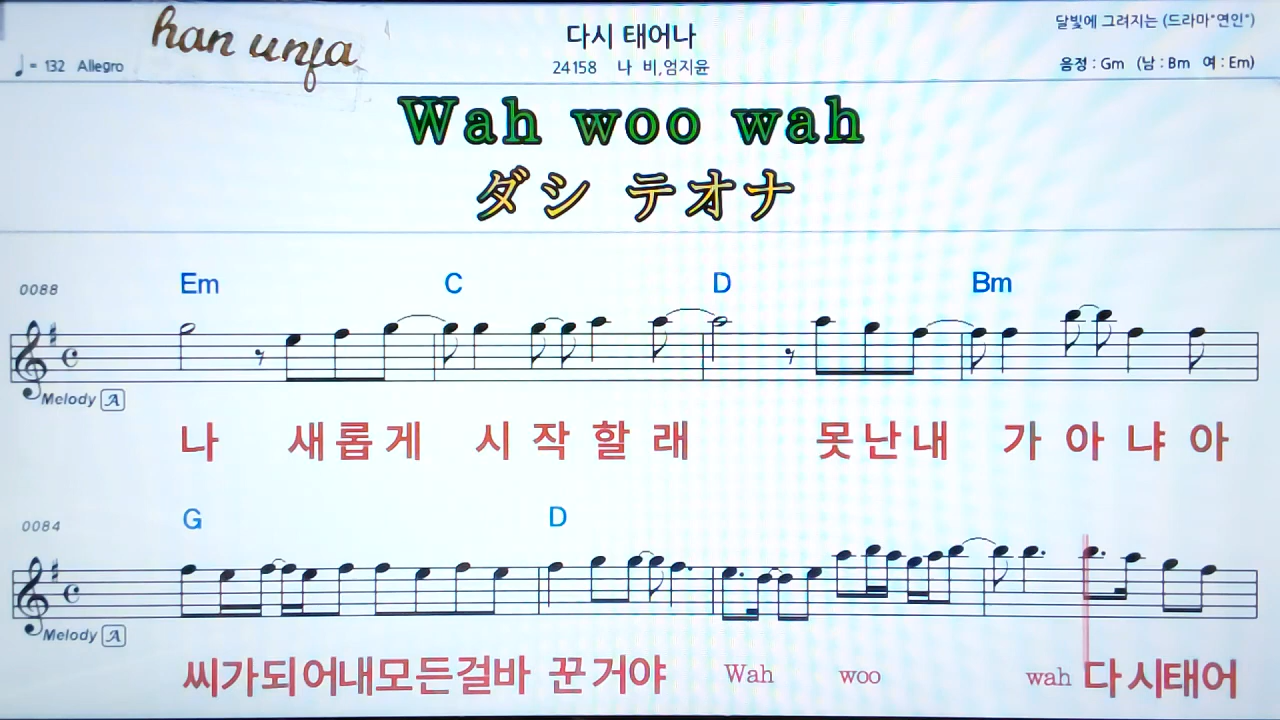 han unja
다시 태어나
달빛에 그려지는 (드라마"연인")
♩= 132 Allegro
24158 나 비,엄지윤
음정 : Gm (남 : Bm 여 : Em)
Wah woo wah
ダシ テオナ
0088
Em C D Bm
Melody A
나 새롭게 시작할래 못난내 가아냐아
0084
G D
Melody A
씨가되어내모든걸바 꾼거야 Wah woo wah 다시태어